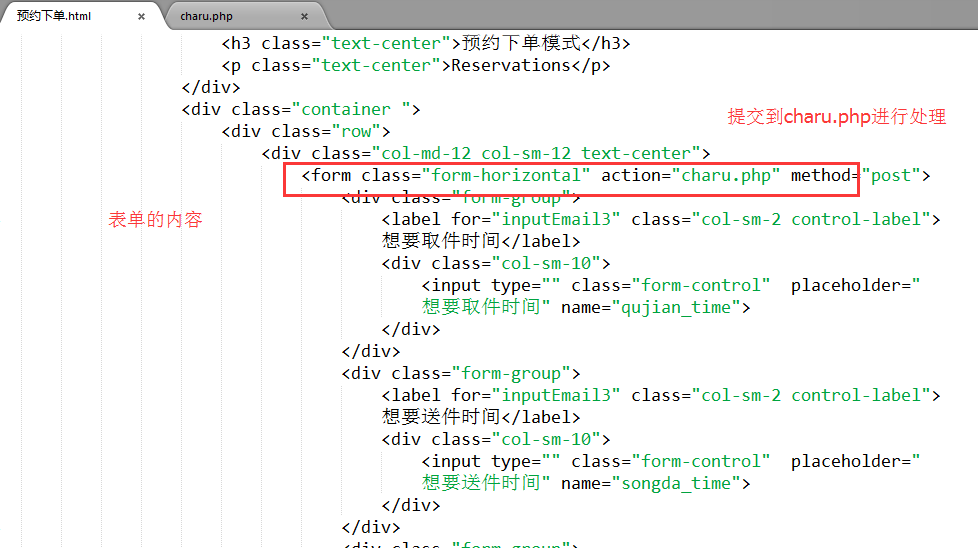 预约下单.html × charu.php ×
<h3 class="text-center">预约下单模式</h3>
<p class="text-center">Reservations</p>
</div>
<div class="container ">
提交到charu.php进行处理
<div class="row">
<div class="col-md-12 col-sm-12 text-center">
<form class="form-horizontal" action="charu.php" method="post">
<div class="form-group">
表单的内容
<label for="inputEmail3" class="col-sm-2 control-label">
想要取件时间</label>
<div class="col-sm-10">
<input type="" class="form-control"  placeholder="
想要取件时间" name="qujian_time">
</div>
</div>
<div class="form-group">
<label for="inputEmail3" class="col-sm-2 control-label">
想要送件时间</label>
<div class="col-sm-10">
<input type="" class="form-control"  placeholder="
想要送件时间" name="songda_time">
</div>
</div>
<div class="form-group">